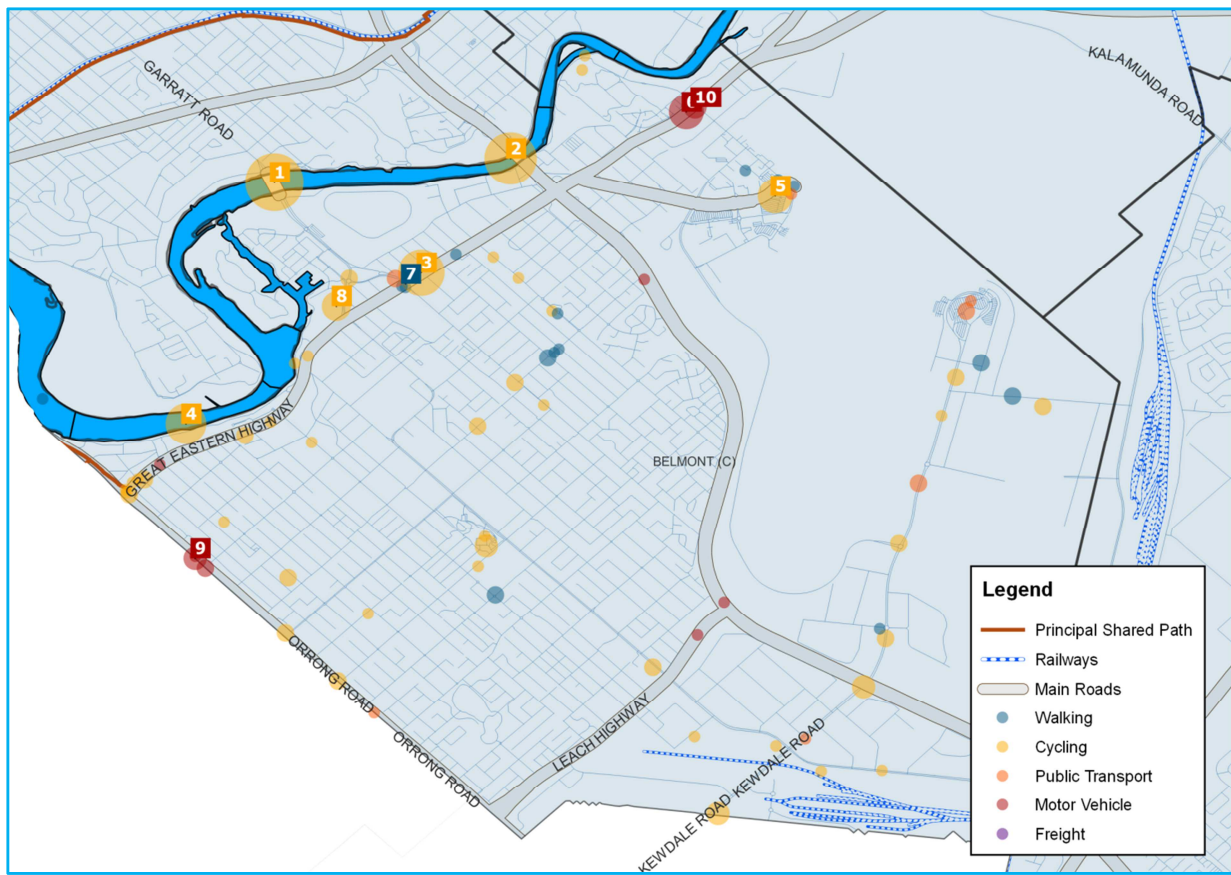 KALAMUNDA ROAD
GARRATT ROAD
10
2
1
5
3
7
8
4
GREAT EASTERN HIGHWAY
BELMONT (C)
9
ORRONG ROAD
ORRONG ROAD
LEACH HIGHWAY
KEWDALE ROAD
KEWDALE ROAD
Legend
Principal Shared Path
Railways
Main Roads
Walking
Cycling
Public Transport
Motor Vehicle
Freight